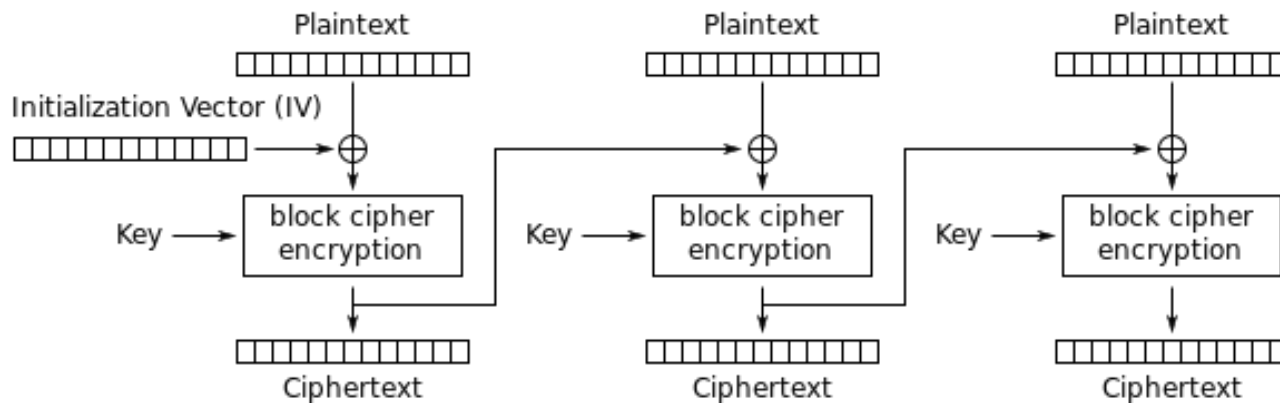 Plaintext
Plaintext
Plaintext
Initialization Vector (IV)
Key
block cipher
encryption
Key
block cipher
encryption
Key
block cipher
encryption
Ciphertext
Ciphertext
Ciphertext